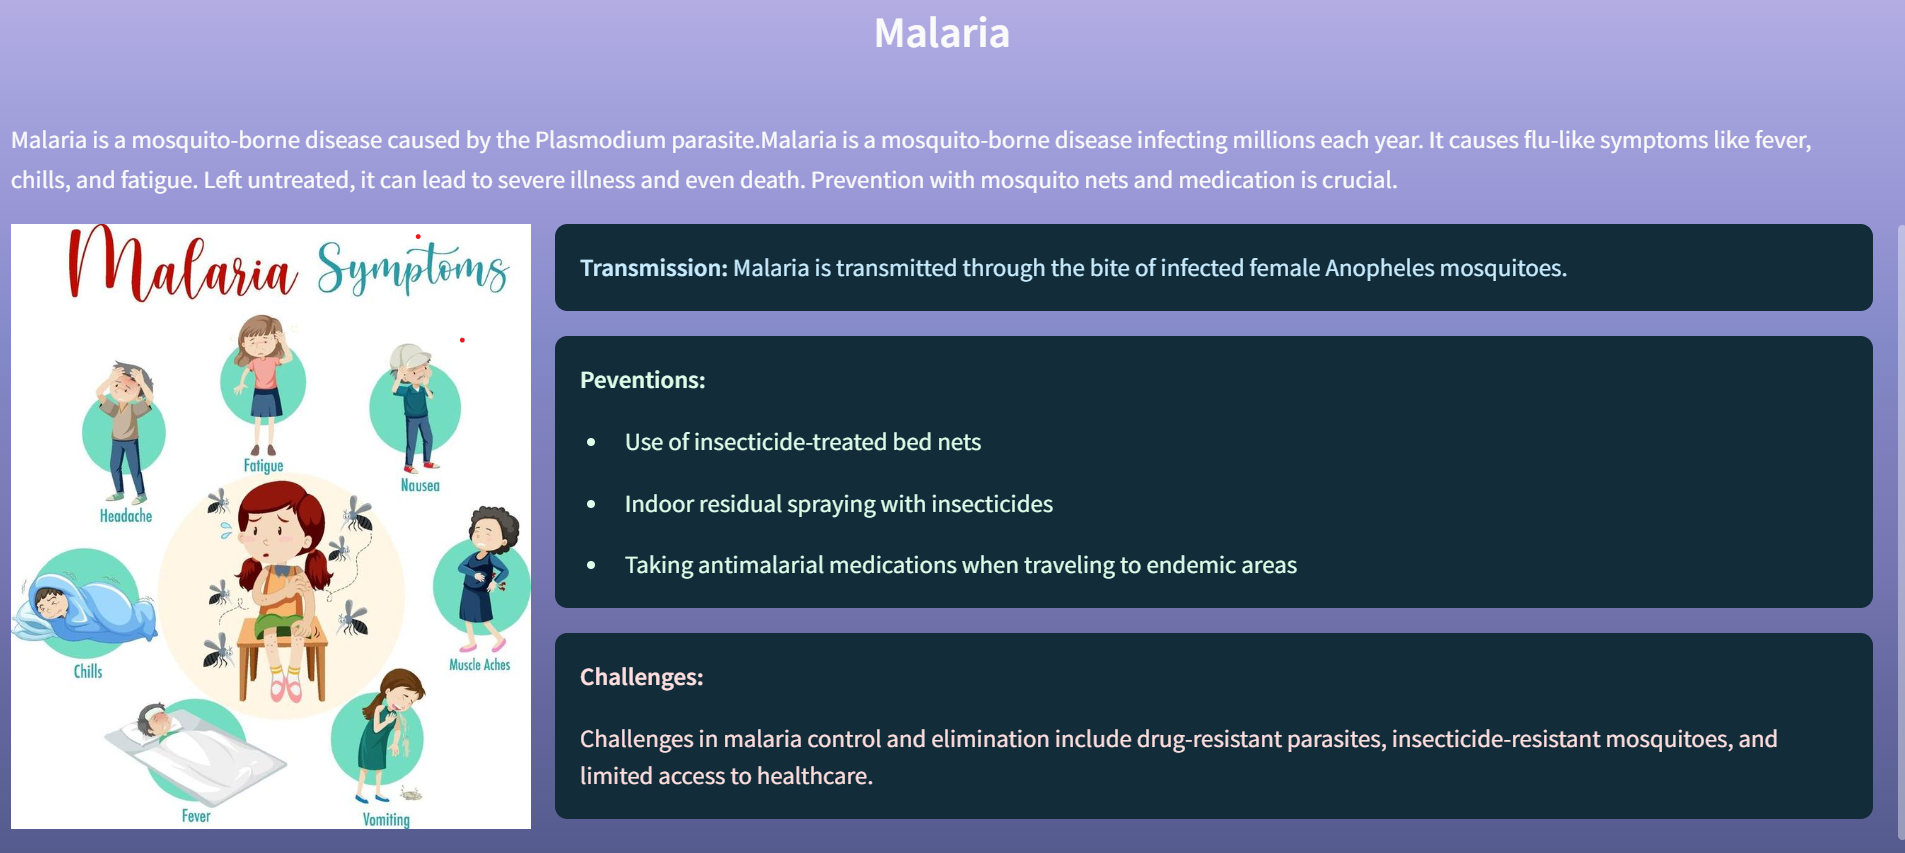 Malaria
Malaria is a mosquito-borne disease caused by the Plasmodium parasite.Malaria is a mosquito-borne disease infecting millions each year. It causes flu-like symptoms like fever,
chills, and fatigue. Left untreated, it can lead to severe illness and even death. Prevention with mosquito nets and medication is crucial.
Malaria Symptoms
Fatigue
Nausea
Headache
Muscle Aches
Chills
Fever
Vomiting
Transmission: Malaria is transmitted through the bite of infected female Anopheles mosquitoes.
Peventions:
• Use of insecticide-treated bed nets
• Indoor residual spraying with insecticides
• Taking antimalarial medications when traveling to endemic areas
Challenges:
Challenges in malaria control and elimination include drug-resistant parasites, insecticide-resistant mosquitoes, and
limited access to healthcare.